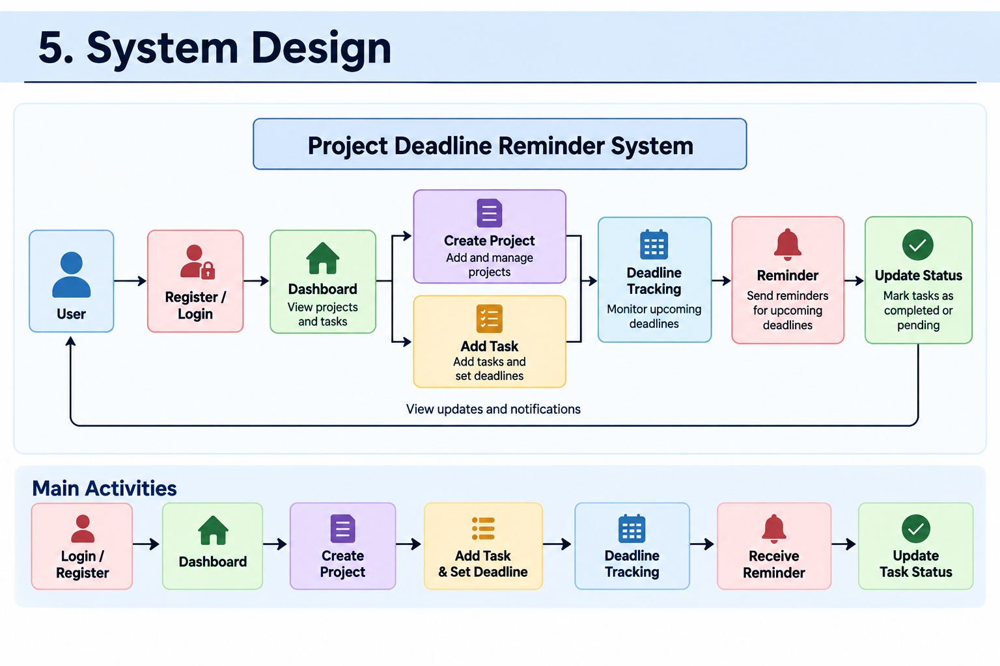 5. System Design
Project Deadline Reminder System
User
Register /
Login
Dashboard
View projects
and tasks
Create Project
Add and manage
projects
Add Task
Add tasks and
set deadlines
Deadline
Tracking
Monitor upcoming
deadlines
Reminder
Send reminders
for upcoming
deadlines
Update Status
Mark tasks as
completed or
pending
View updates and notifications
Main Activities
Login /
Register
Dashboard
Create
Project
Add Task
& Set Deadline
Deadline
Tracking
Receive
Reminder
Update
Task Status